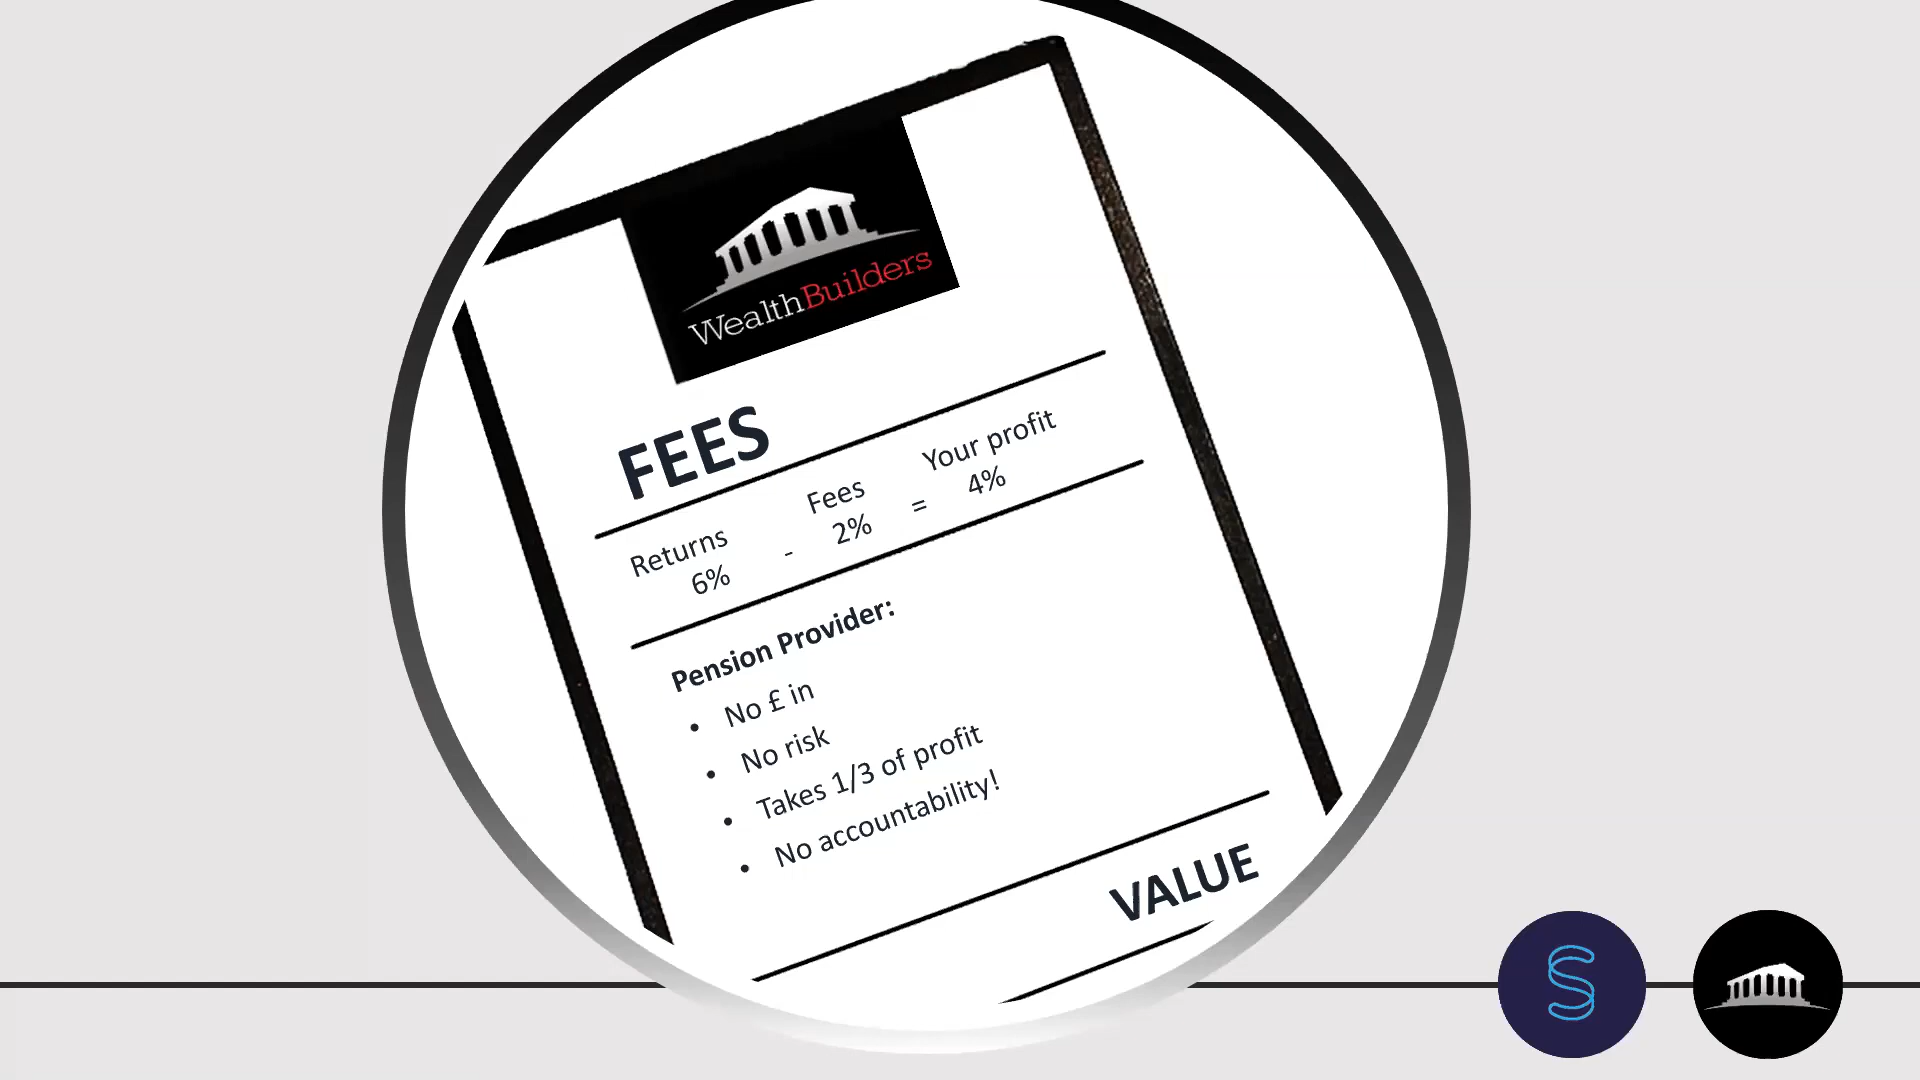 WealthBuilders
FEES
Returns Fees Your profit
6% - 2% = 4%
Pension Provider:
• No £ in
• No risk
• Takes 1/3 of profit
• No accountability!
VALUE
S